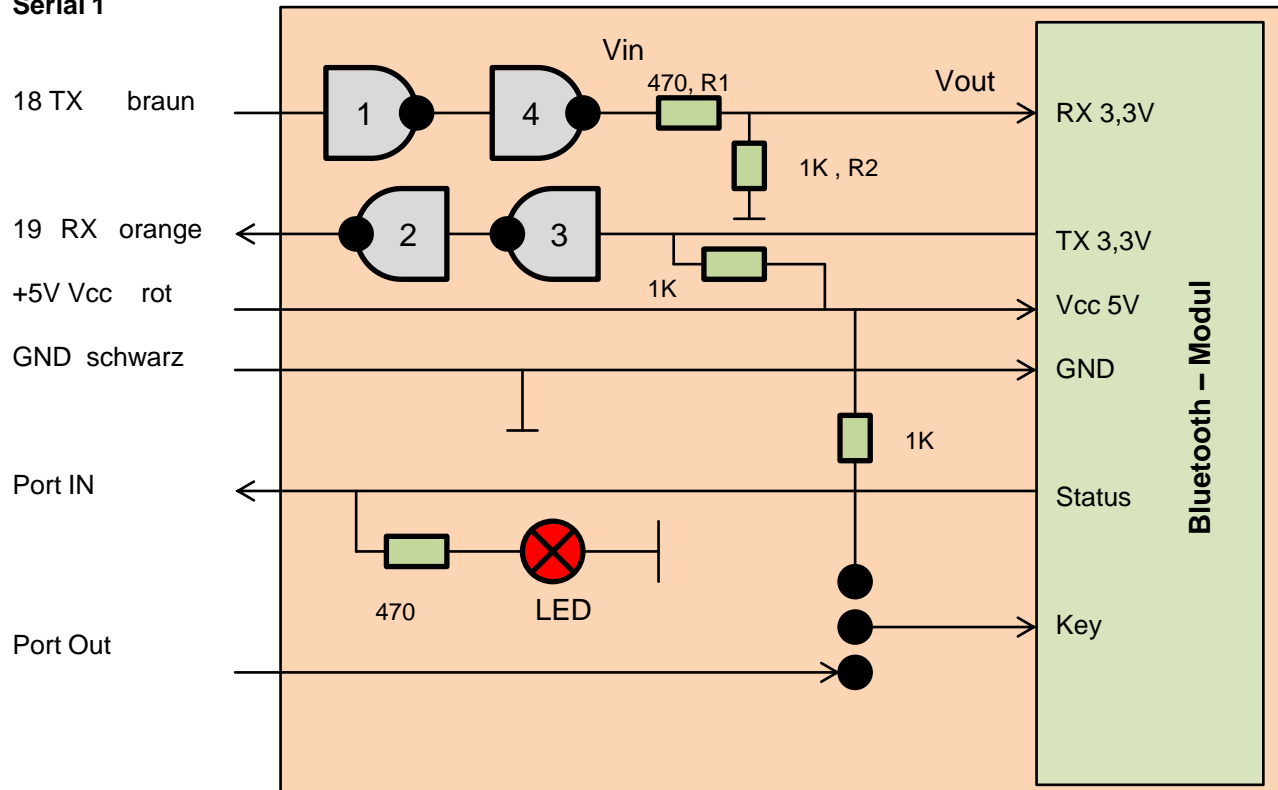 Serial 1
Vin
470, R1
Vout
18 TX braun
1
4
RX 3,3V
1K , R2
19 RX orange
2
3
TX 3,3V
1K
+5V Vcc rot
Vcc 5V
GND schwarz
GND
1K
Port IN
Status
Bluetooth – Modul
470
LED
Key
Port Out